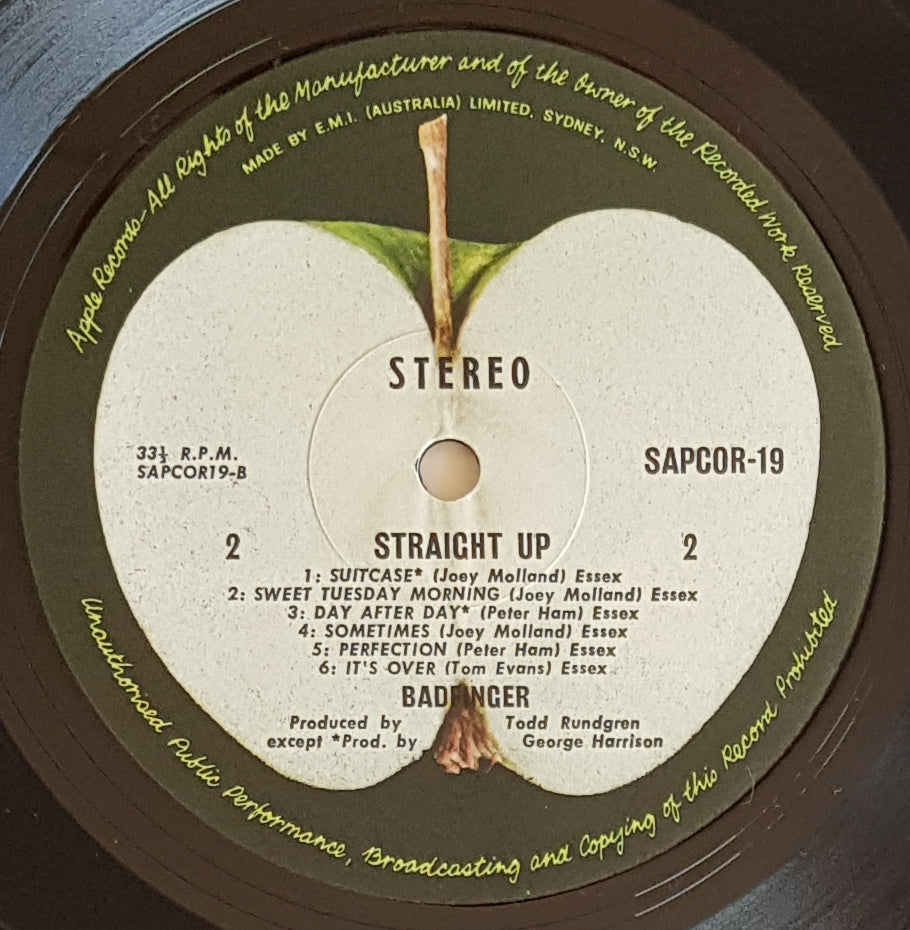 Apple Records—All Rights of the Manufacturer and of the Owner of the Recorded Work Reserved
MADE BY E.M.I. (AUSTRALIA) LIMITED, SYDNEY, N.S.W.
STEREO
33⅓ R.P.M.
SAPCOR19-B
SAPCOR-19
2 STRAIGHT UP 2
1: SUITCASE* (Joey Molland) Essex
2: SWEET TUESDAY MORNING (Joey Molland) Essex
3: DAY AFTER DAY* (Peter Ham) Essex
4: SOMETIMES (Joey Molland) Essex
5: PERFECTION (Peter Ham) Essex
6: IT'S OVER (Tom Evans) Essex
BADFINGER
Produced by Todd Rundgren
except *Prod. by George Harrison
Unauthorised Public Performance, Broadcasting and Copying of this Record Prohibited